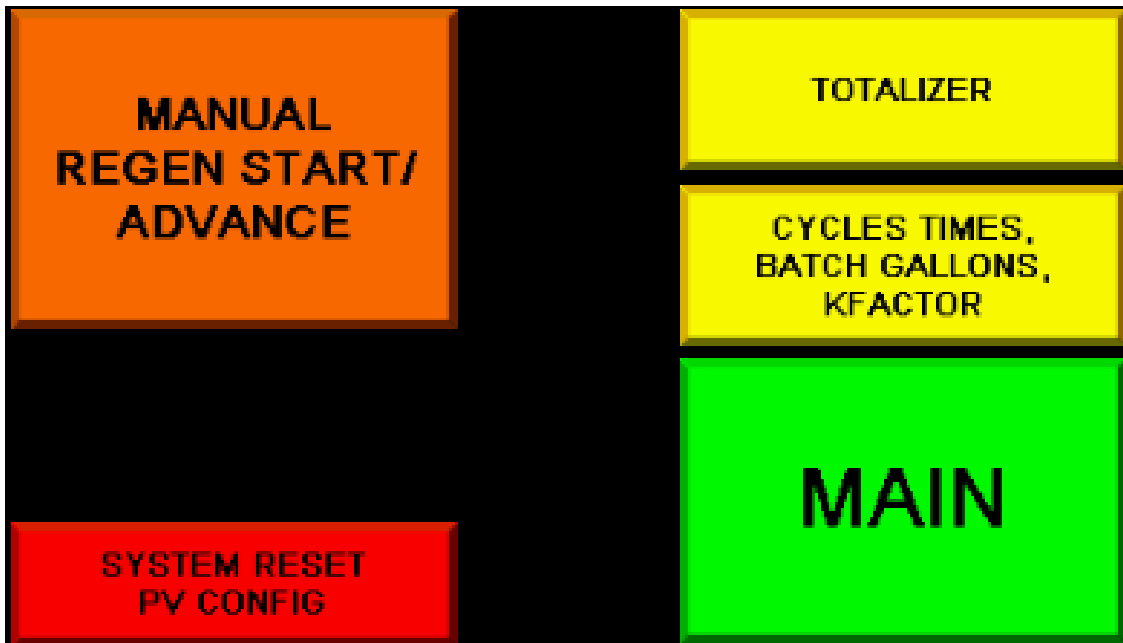 MANUAL
REGEN START/
ADVANCE
TOTALIZER
CYCLES TIMES,
BATCH GALLONS,
KFACTOR
MAIN
SYSTEM RESET
PV CONFIG